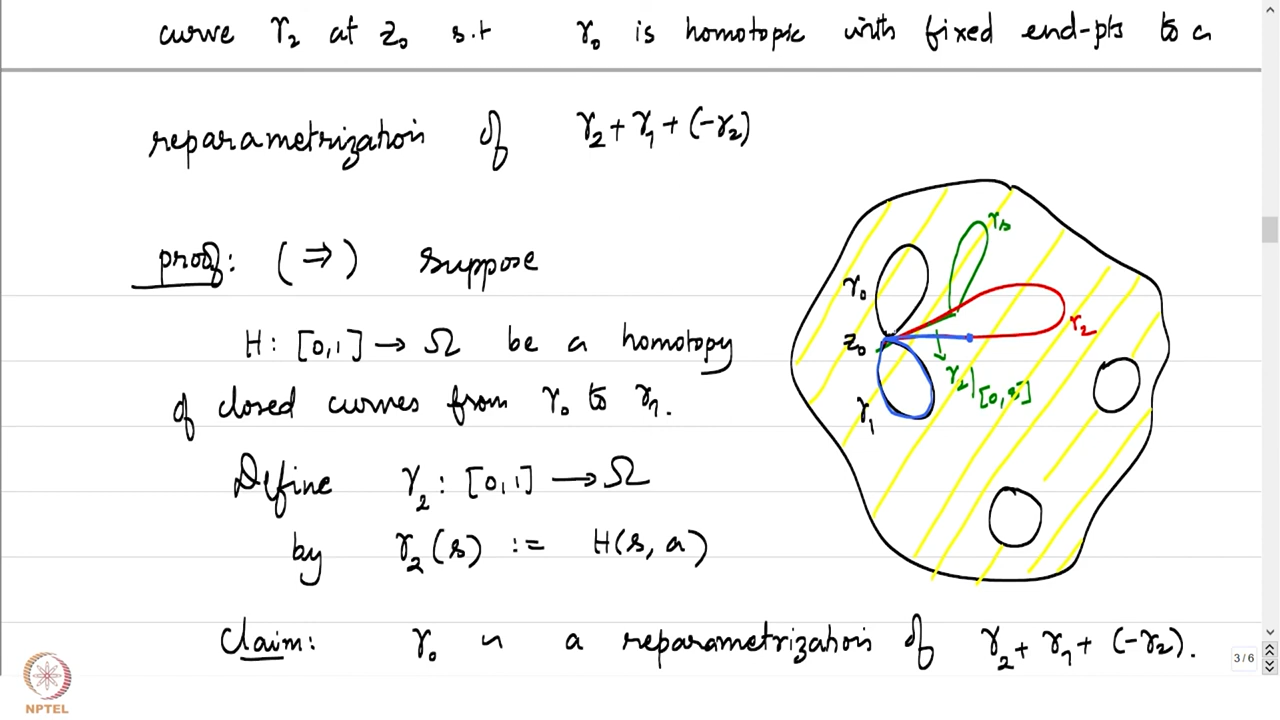 curve γ₂ at z₀ s.t γ₀ is homotopic with fixed end-pts to a
reparametrization of γ₂ + γ₁ + (-γ₂)
proof: (⇒) suppose
H : [0,1] → Ω be a homotopy
of closed curves from γ₀ to γ₁.
Define γ₂ : [0,1] → Ω
by γ₂(s) := H(s, a)
Claim: γ₀ is a reparametrization of γ₂ + γ₁ + (-γ₂).
γₛ
γ₀
γ₂
z₀
γ₂|[0,s]
γ₁
3 / 6
NPTEL